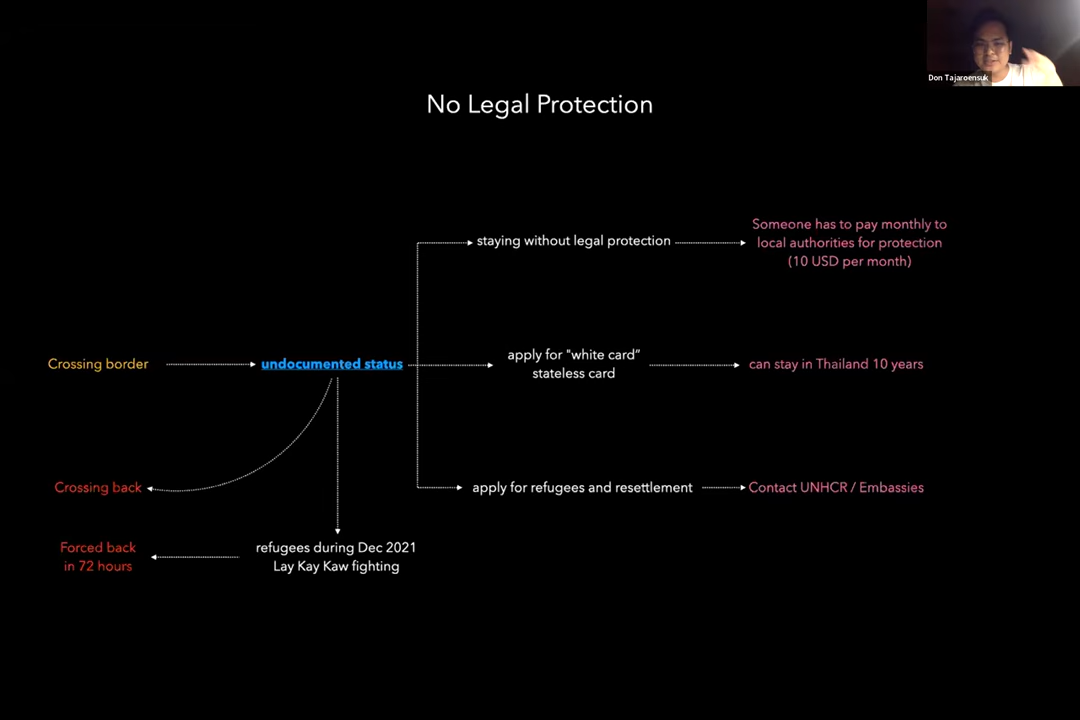 Don Tajaroensuk
No Legal Protection
Someone has to pay monthly to
local authorities for protection
(10 USD per month)
staying without legal protection
Crossing border
undocumented status
apply for "white card”
stateless card
can stay in Thailand 10 years
Crossing back
apply for refugees and resettlement
Contact UNHCR / Embassies
Forced back
in 72 hours
refugees during Dec 2021
Lay Kay Kaw fighting